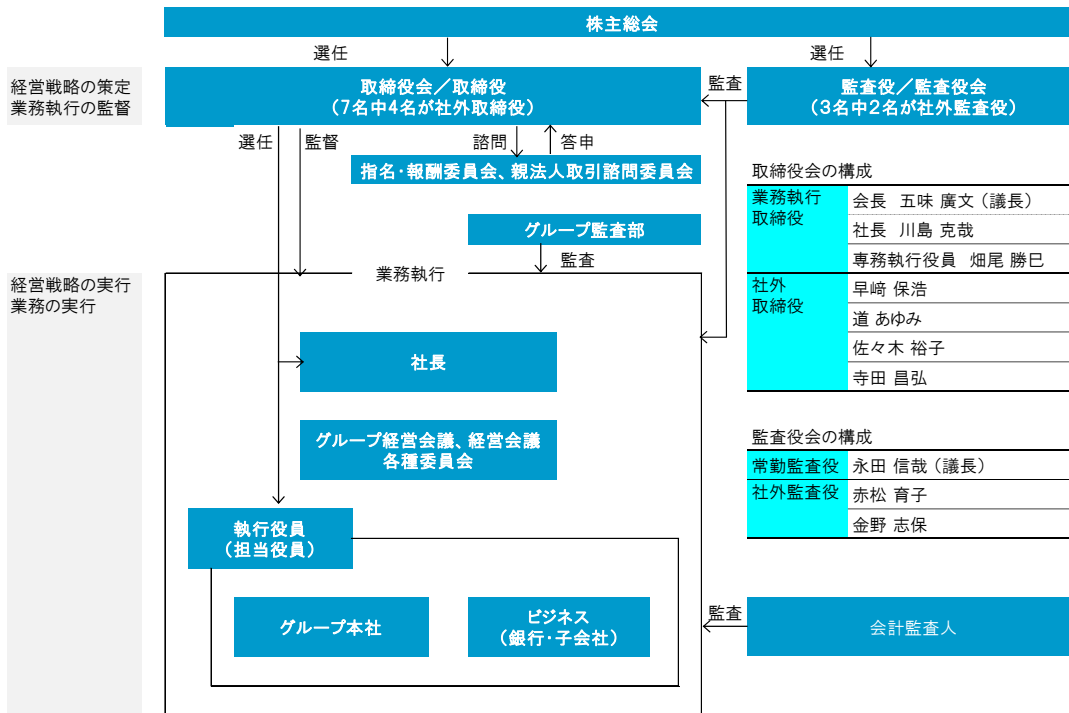 株主総会
選任
選任
経営戦略の策定
業務執行の監督
取締役会／取締役
（7名中4名が社外取締役）
監査
監査役／監査役会
（3名中2名が社外監査役）
選任
監督
諮問
答申
指名・報酬委員会、親法人取引諮問委員会
グループ監査部
監査
取締役会の構成
業務執行
取締役
会長　五味 廣文（議長）
社長　川島 克哉
専務執行役員　畑尾 勝巳
社外
取締役
早﨑 保浩
道 あゆみ
佐々木 裕子
寺田 昌弘
経営戦略の実行
業務の実行
業務執行
社長
グループ経営会議、経営会議
各種委員会
監査役会の構成
常勤監査役
永田 信哉（議長）
社外監査役
赤松 育子
金野 志保
執行役員
（担当役員）
グループ本社
ビジネス
（銀行・子会社）
監査
会計監査人